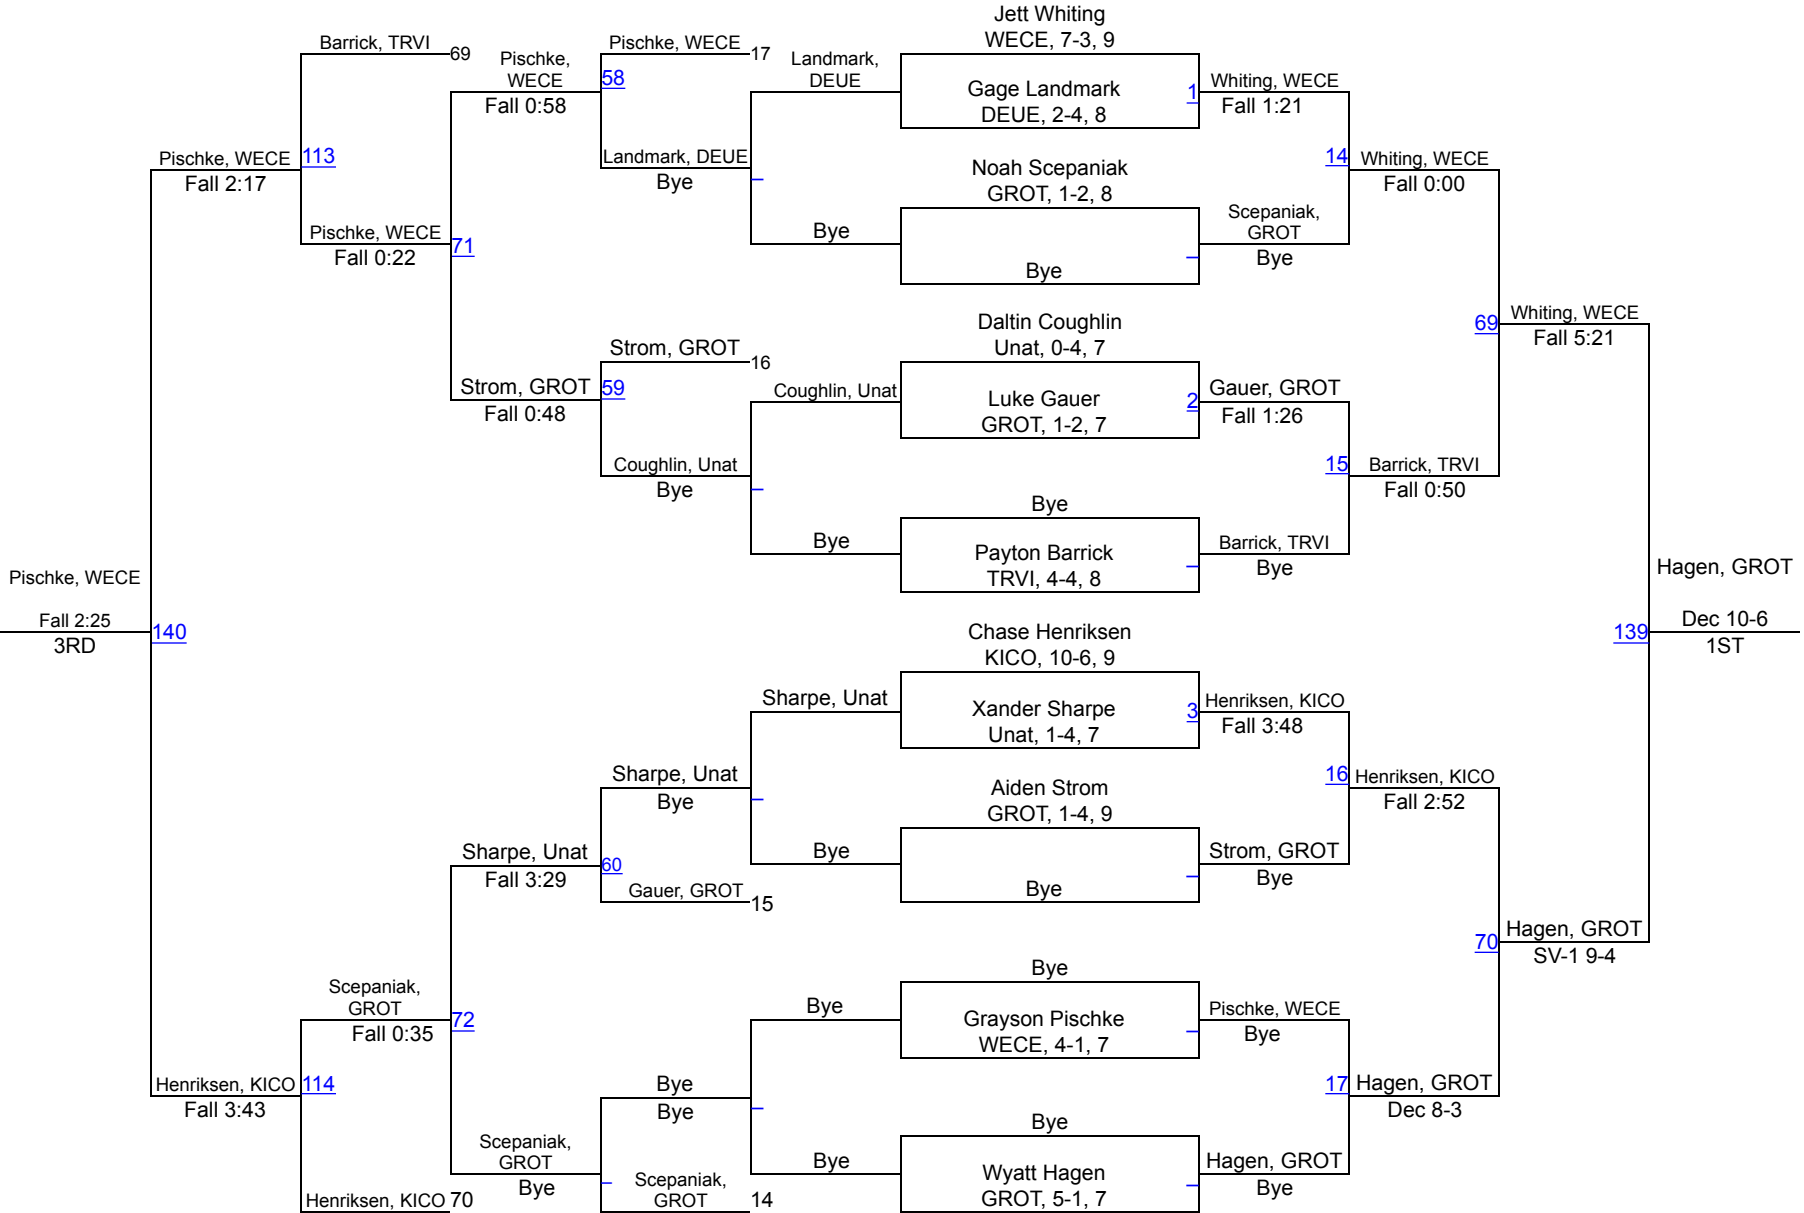 Jett Whiting
WECE, 7-3, 9
Barrick, TRVI
69
Pischke, WECE
17
Pischke,
WECE
58
Fall 0:58
Landmark,
DEUE
Gage Landmark
DEUE, 2-4, 8
1
Whiting, WECE
Fall 1:21
Pischke, WECE
Fall 2:17
113
Landmark, DEUE
Bye
Noah Scepaniak
GROT, 1-2, 8
14
Whiting, WECE
Fall 0:00
Pischke, WECE
Fall 0:22
71
Bye
Bye
Scepaniak,
GROT
Bye
Daltin Coughlin
Unat, 0-4, 7
69
Whiting, WECE
Fall 5:21
Strom, GROT
16
Strom, GROT
Fall 0:48
59
Coughlin, Unat
Luke Gauer
GROT, 1-2, 7
2
Gauer, GROT
Fall 1:26
Coughlin, Unat
Bye
15
Barrick, TRVI
Fall 0:50
Bye
Bye
Payton Barrick
TRVI, 4-4, 8
Barrick, TRVI
Bye
Pischke, WECE
Fall 2:25
3RD
140
Hagen, GROT
Dec 10-6
1ST
139
Chase Henriksen
KICO, 10-6, 9
Sharpe, Unat
Xander Sharpe
Unat, 1-4, 7
3
Henriksen, KICO
Fall 3:48
Sharpe, Unat
Bye
Aiden Strom
GROT, 1-4, 9
16
Henriksen, KICO
Fall 2:52
Sharpe, Unat
Fall 3:29
60
Bye
Bye
Strom, GROT
Bye
Gauer, GROT
15
70
Hagen, GROT
SV-1 9-4
Bye
Scepaniak,
GROT
Fall 0:35
72
Bye
Grayson Pischke
WECE, 4-1, 7
Pischke, WECE
Bye
Henriksen, KICO
Fall 3:43
114
Bye
Bye
17
Hagen, GROT
Dec 8-3
Bye
Scepaniak,
GROT
Bye
Bye
Wyatt Hagen
GROT, 5-1, 7
Hagen, GROT
Bye
Henriksen, KICO
70
Scepaniak,
GROT
14